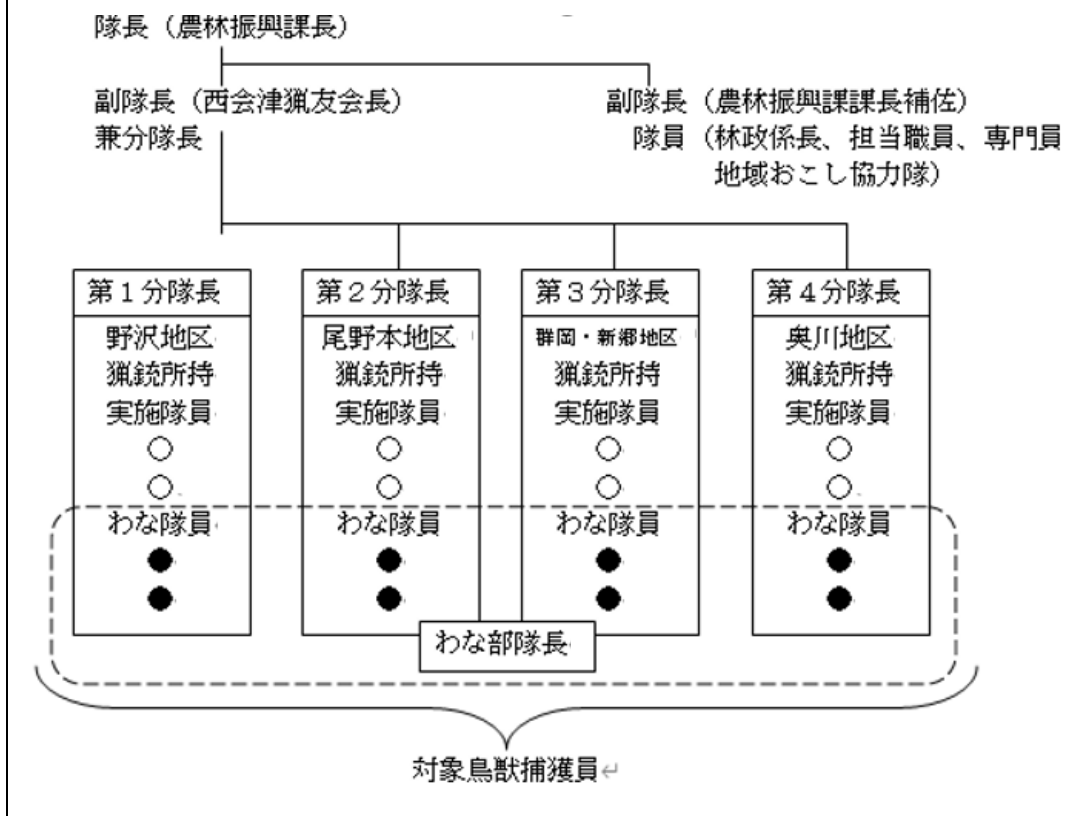 隊長（農林振興課長）
副隊長（西会津猟友会長）
兼分隊長
副隊長（農林振興課課長補佐）
隊員（林政係長、担当職員、専門員
地域おこし協力隊）
第１分隊長
野沢地区
猟銃所持
実施隊員
○
○
わな隊員
●
●
第２分隊長
尾野本地区
猟銃所持
実施隊員
○
○
わな隊員
●
●
第３分隊長
群岡・新郷地区
猟銃所持
実施隊員
○
○
わな隊員
●
●
第４分隊長
奥川地区
猟銃所持
実施隊員
○
○
わな隊員
●
●
わな部隊長
対象鳥獣捕獲員↵